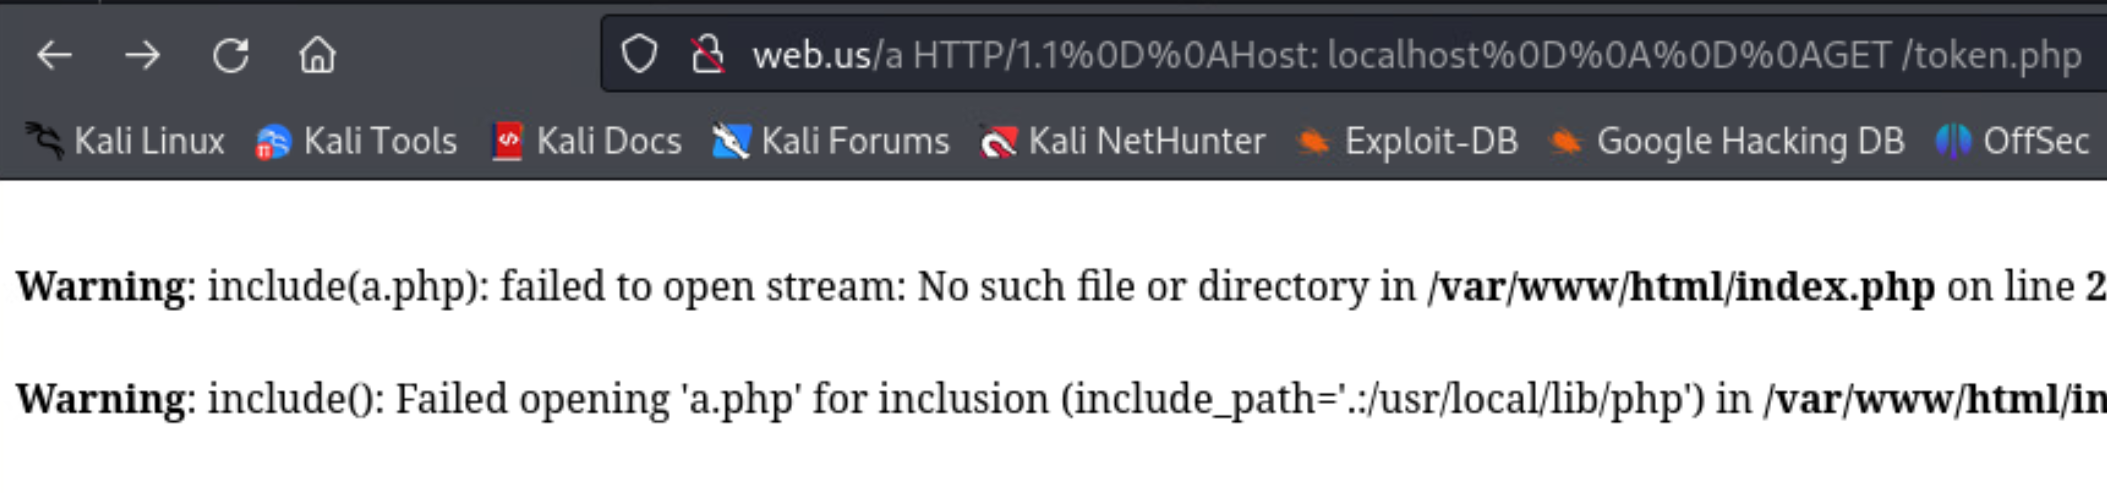 web.us/a HTTP/1.1%0D%0AHost: localhost%0D%0A%0D%0AGET /token.php
Kali Linux Kali Tools Kali Docs Kali Forums Kali NetHunter Exploit-DB Google Hacking DB OffSec
Warning: include(a.php): failed to open stream: No such file or directory in /var/www/html/index.php on line 2
Warning: include(): Failed opening 'a.php' for inclusion (include_path='.:/usr/local/lib/php') in /var/www/html/in